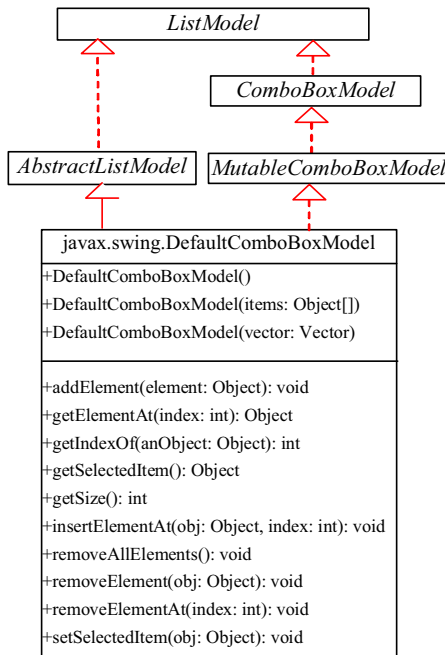 ListModel
ComboBoxModel
AbstractListModel
MutableComboBoxModel
javax.swing.DefaultComboBoxModel
+DefaultComboBoxModel()
+DefaultComboBoxModel(items: Object[])
+DefaultComboBoxModel(vector: Vector)
+addElement(element: Object): void
+getElementAt(index: int): Object
+getIndexOf(anObject: Object): int
+getSelectedItem(): Object
+getSize(): int
+insertElementAt(obj: Object, index: int): void
+removeAllElements(): void
+removeElement(obj: Object): void
+removeElementAt(index: int): void
+setSelectedItem(obj: Object): void